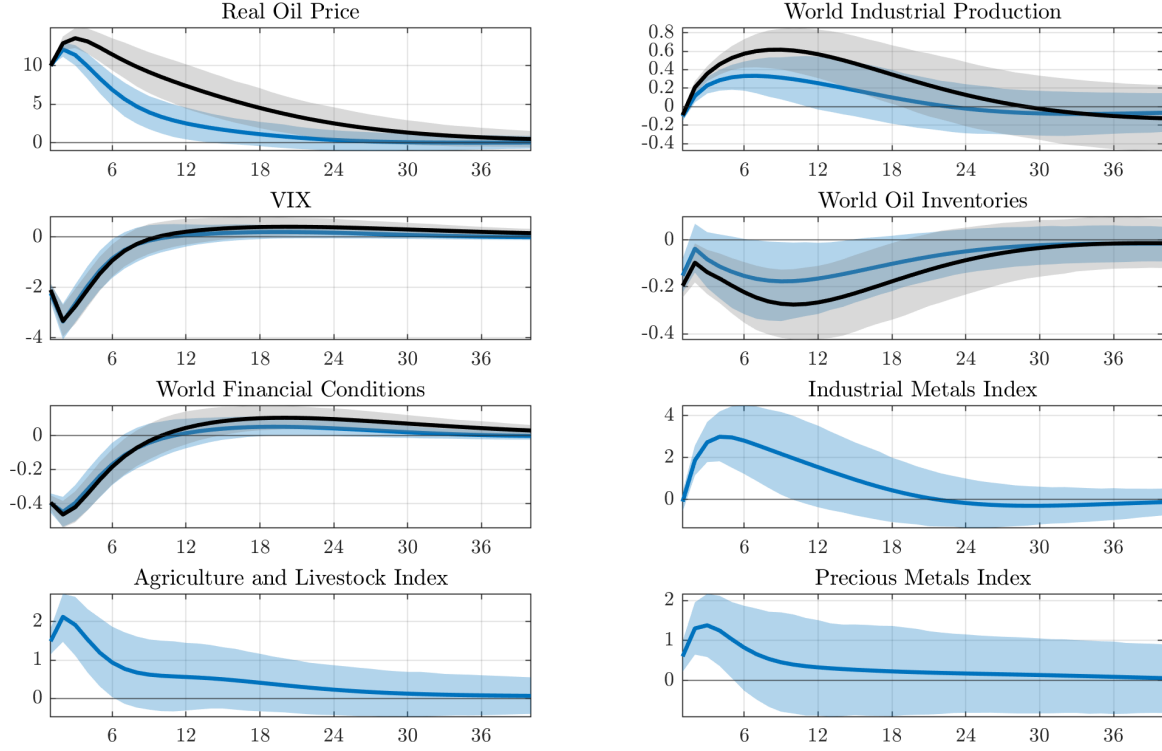 Real Oil Price
10
5
0
6 12 18 24 30 36
World Industrial Production
0.8
0.6
0.4
0.2
0
-0.2
-0.4
6 12 18 24 30 36
VIX
0
-2
-4
6 12 18 24 30 36
World Oil Inventories
0
-0.2
-0.4
6 12 18 24 30 36
World Financial Conditions
0
-0.2
-0.4
6 12 18 24 30 36
Industrial Metals Index
4
2
0
6 12 18 24 30 36
Agriculture and Livestock Index
2
1
0
6 12 18 24 30 36
Precious Metals Index
2
1
0
6 12 18 24 30 36